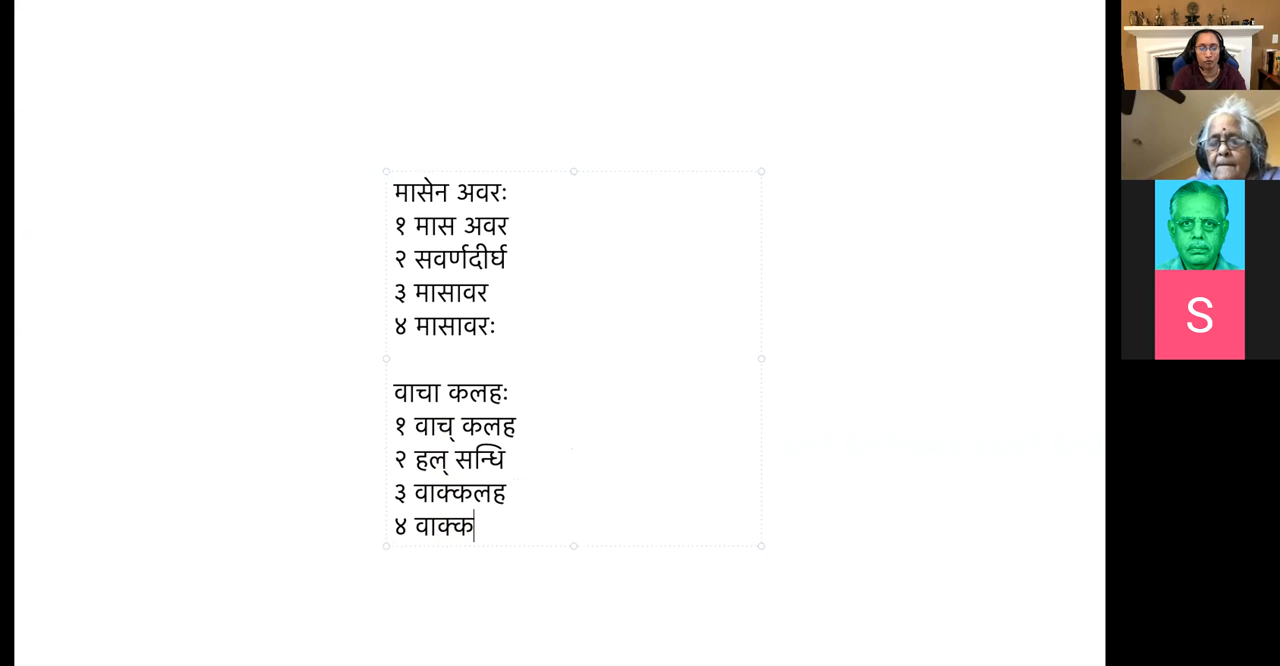 मासेन अवरः
१ मास अवर
२ सवर्णदीर्घ
३ मासावर
४ मासावरः
वाचा कलहः
१ वाच् कलह
२ हल् सन्धि
३ वाक्कलह
४ वाक्क
S